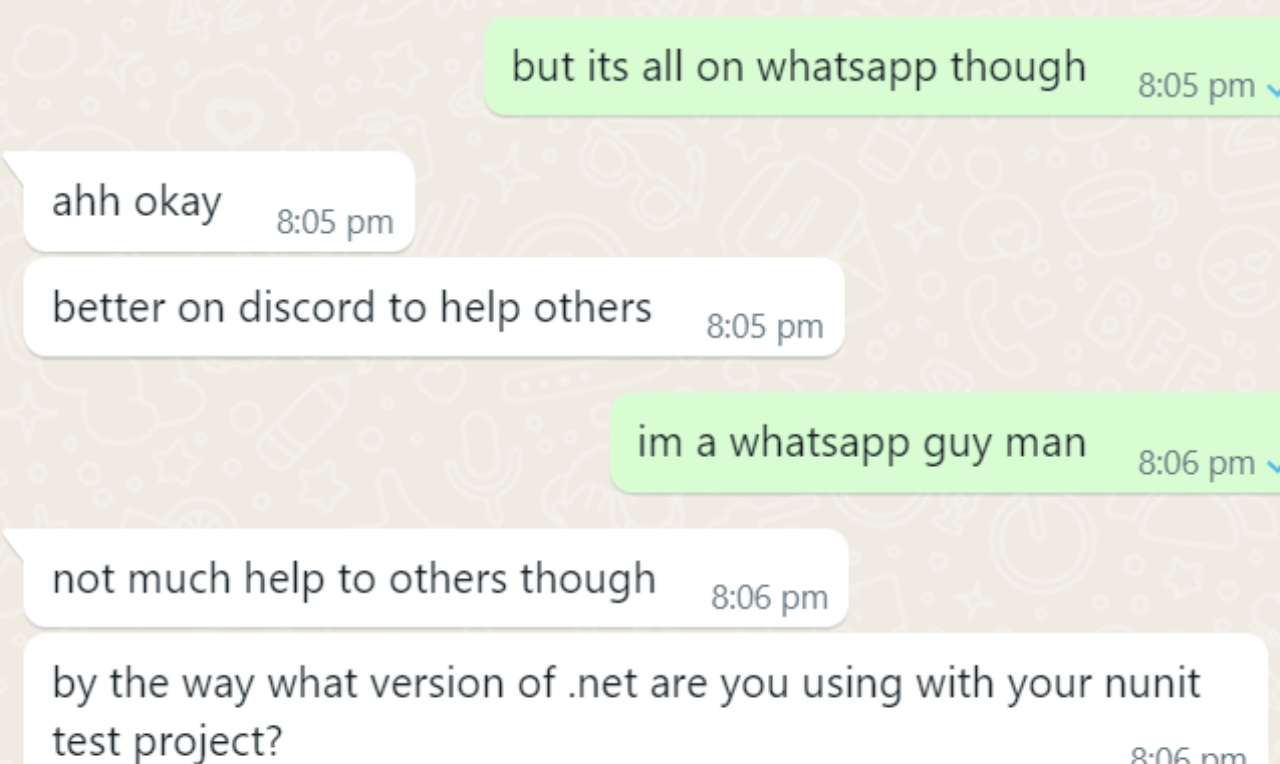 but its all on whatsapp though
8:05 pm
ahh okay
8:05 pm
better on discord to help others
8:05 pm
im a whatsapp guy man
8:06 pm
not much help to others though
8:06 pm
by the way what version of .net are you using with your nunit
test project?
8:06 pm